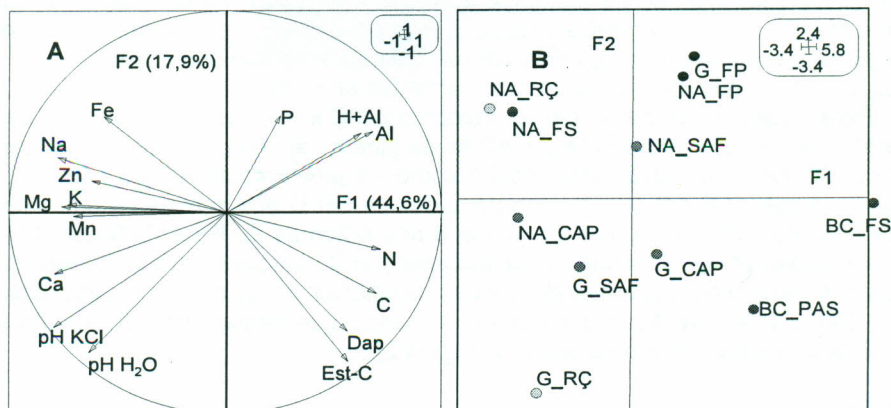 A
F2 (17,9%)
1
-1 1
-1
Fe
P
H+Al
Al
Na
Zn
K
Mg
Mn
F1 (44,6%)
N
Ca
C
pH KCl
Dap
pH H₂O
Est-C
B
F2
2.4
-3.4 5.8
-3.4
G_FP
NA_RÇ
NA_FP
NA_FS
NA_SAF
F1
BC_FS
NA_CAP
G_SAF
G_CAP
BC_PAS
G_RÇ